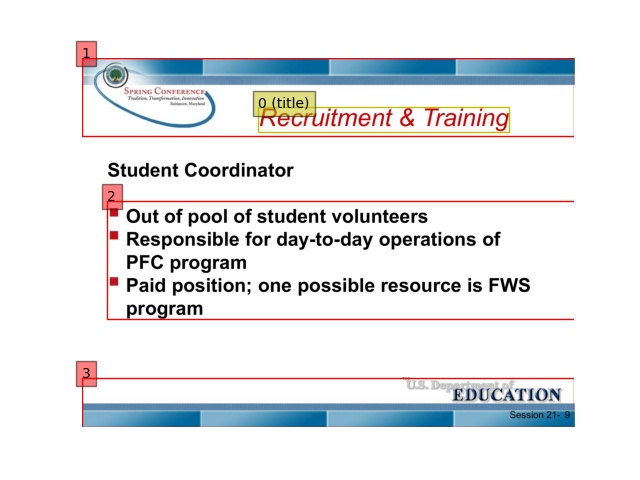 1
SPRING CONFERENCE
Tradition, Transformation, Innovation
Baltimore, Maryland
0 (title)
Recruitment & Training
Student Coordinator
2
Out of pool of student volunteers
Responsible for day-to-day operations of
PFC program
Paid position; one possible resource is FWS
program
3
U.S. Department of
EDUCATION
Session 21- 9